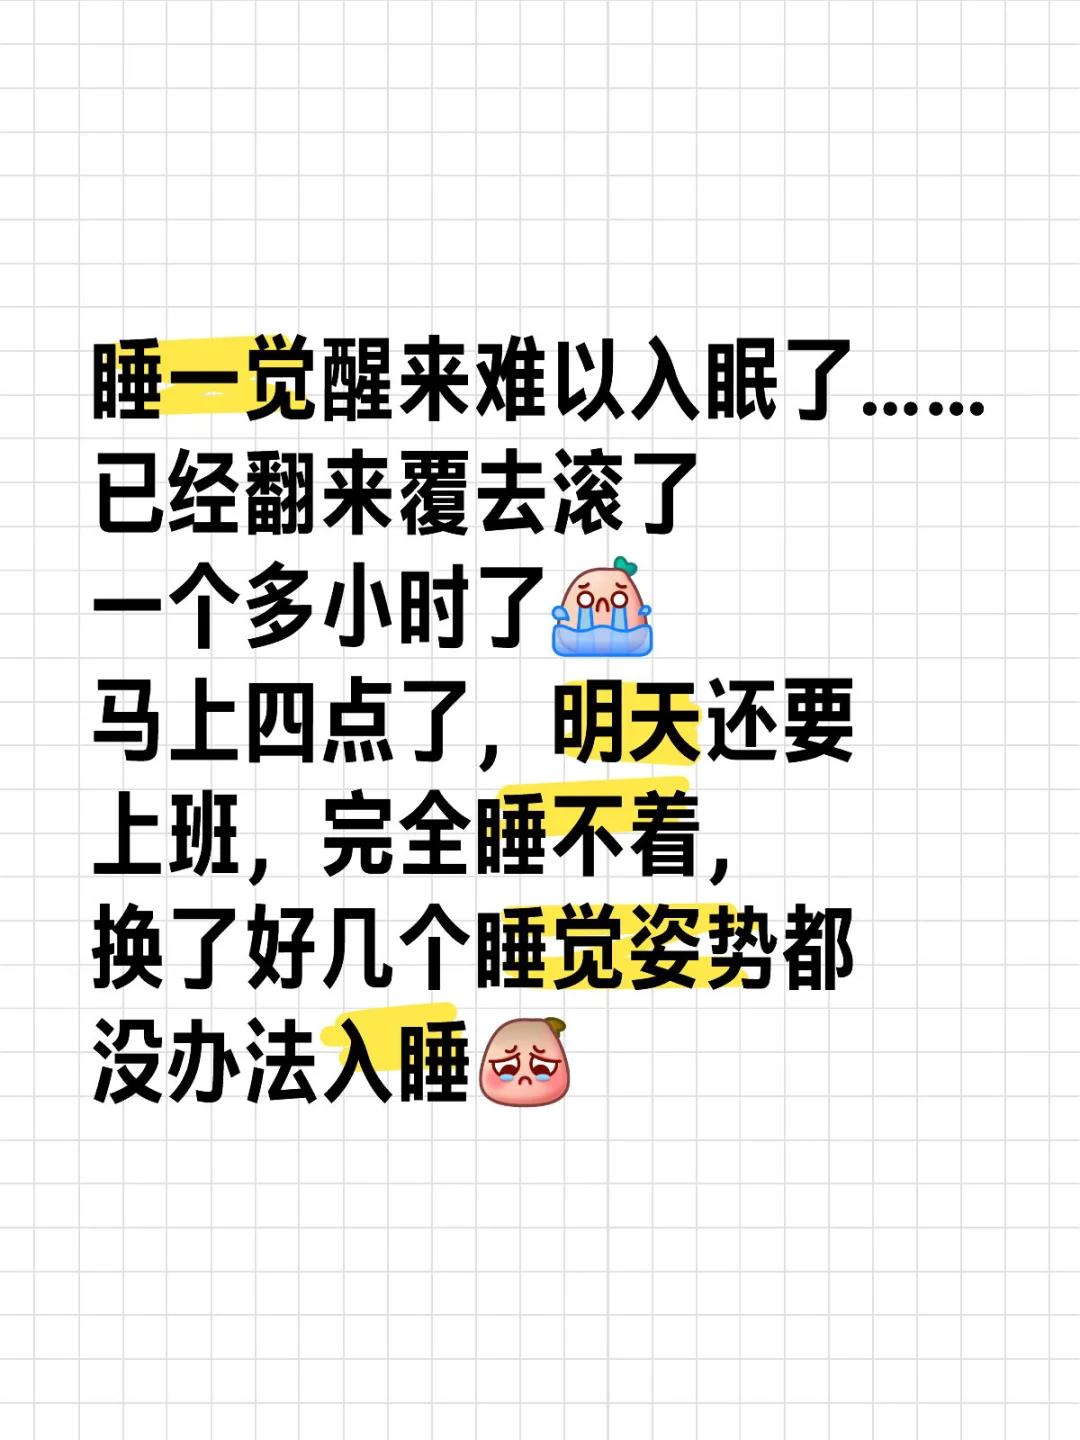 睡一觉醒来难以入眠了……
已经翻来覆去滚了
一个多小时了
马上四点了，明天还要
上班，完全睡不着，
换了好几个睡觉姿势都
没办法入睡